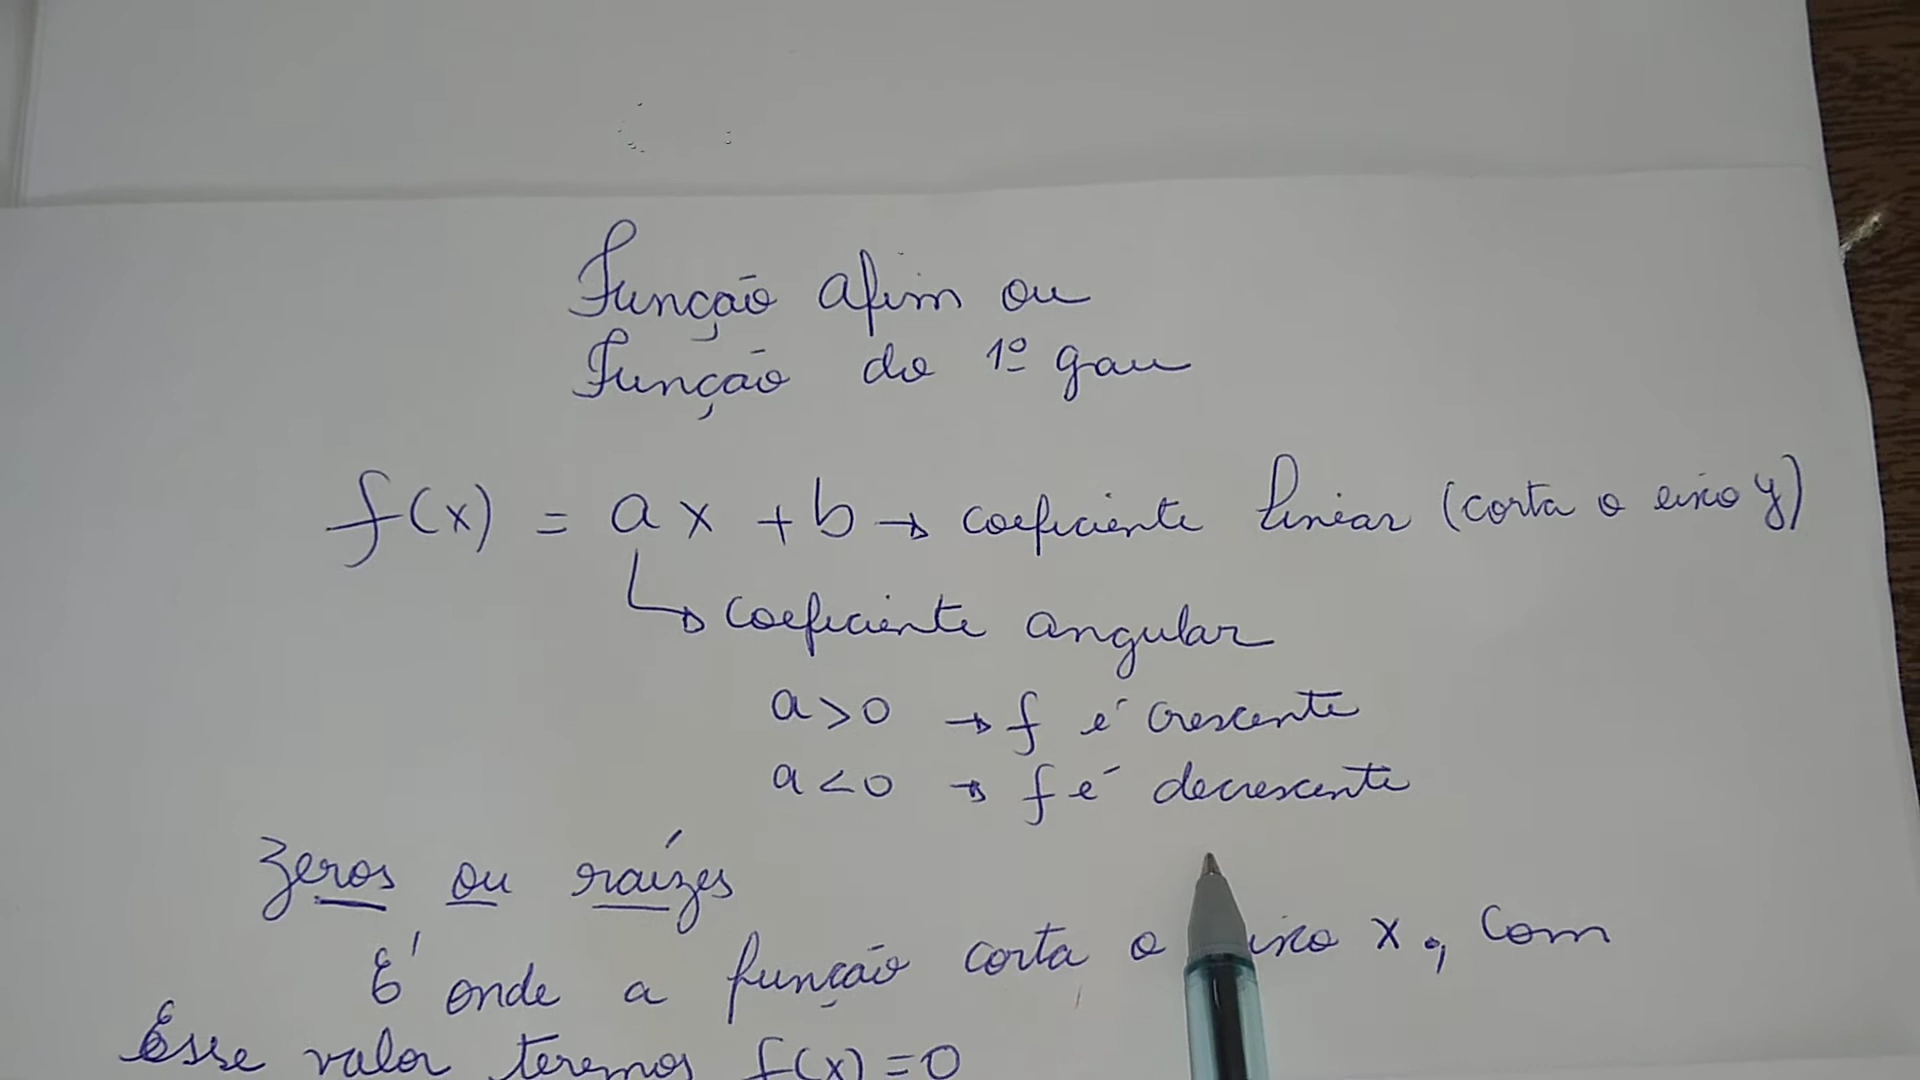 Função afim ou
Função do 1º gau
f(x) = ax + b → coeficiente linear (corta o eixo y)
↳ coeficiente angular
a>0 → f é crescente
a<0 → f é decrescente
Zeros ou raízes
É onde a função corta o eixo x, com
Esse valor teremos f(x)=0